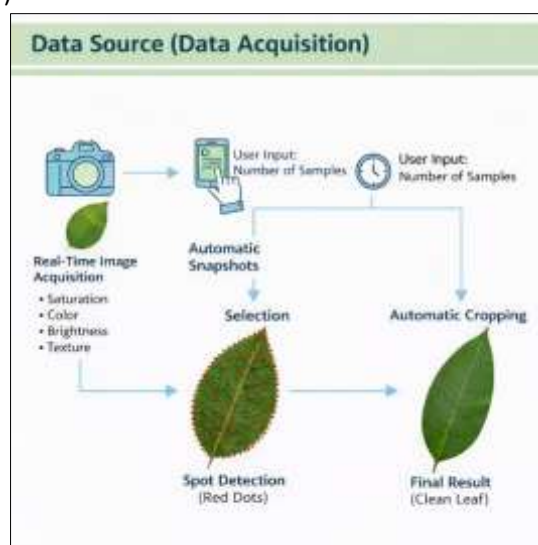 )
Data Source (Data Acquisition)
User Input:
Number of Samples
User Input:
Number of Samples
Real-Time Image
Acquisition
• Saturation
• Color
• Brightness
• Texture
Automatic
Snapshots
Selection
Automatic Cropping
Spot Detection
(Red Dots)
Final Result
(Clean Leaf)